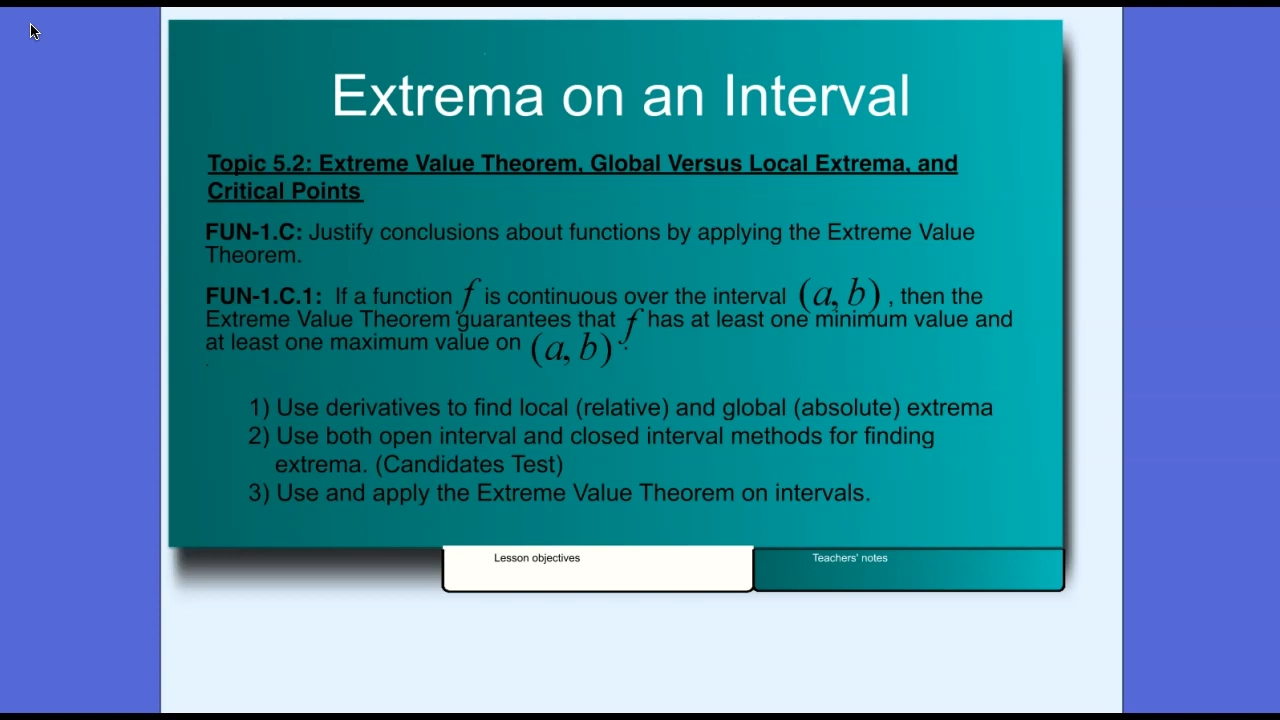 Extrema on an Interval
Topic 5.2: Extreme Value Theorem, Global Versus Local Extrema, and
Critical Points
FUN-1.C: Justify conclusions about functions by applying the Extreme Value
Theorem.
FUN-1.C.1: If a function f is continuous over the interval (a, b) , then the
Extreme Value Theorem guarantees that f has at least one minimum value and
at least one maximum value on (a, b) .
1) Use derivatives to find local (relative) and global (absolute) extrema
2) Use both open interval and closed interval methods for finding
extrema. (Candidates Test)
3) Use and apply the Extreme Value Theorem on intervals.
Lesson objectives
Teachers' notes